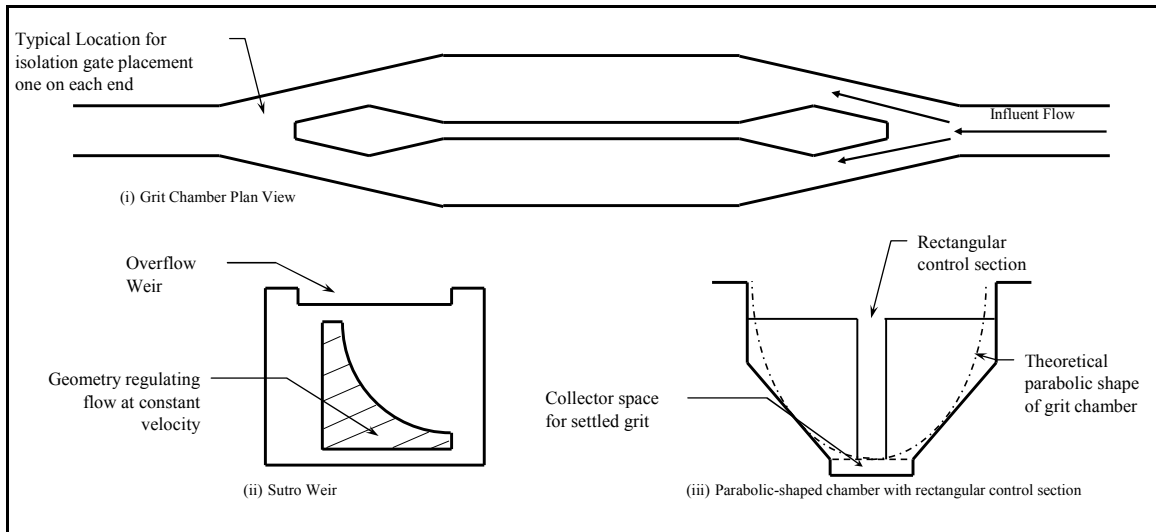 Typical Location for
isolation gate placement
one on each end
Influent Flow
(i) Grit Chamber Plan View
Overflow
Weir
Geometry regulating
flow at constant
velocity
(ii) Sutro Weir
Rectangular
control section
Theoretical
parabolic shape
of grit chamber
Collector space
for settled grit
(iii) Parabolic-shaped chamber with rectangular control section